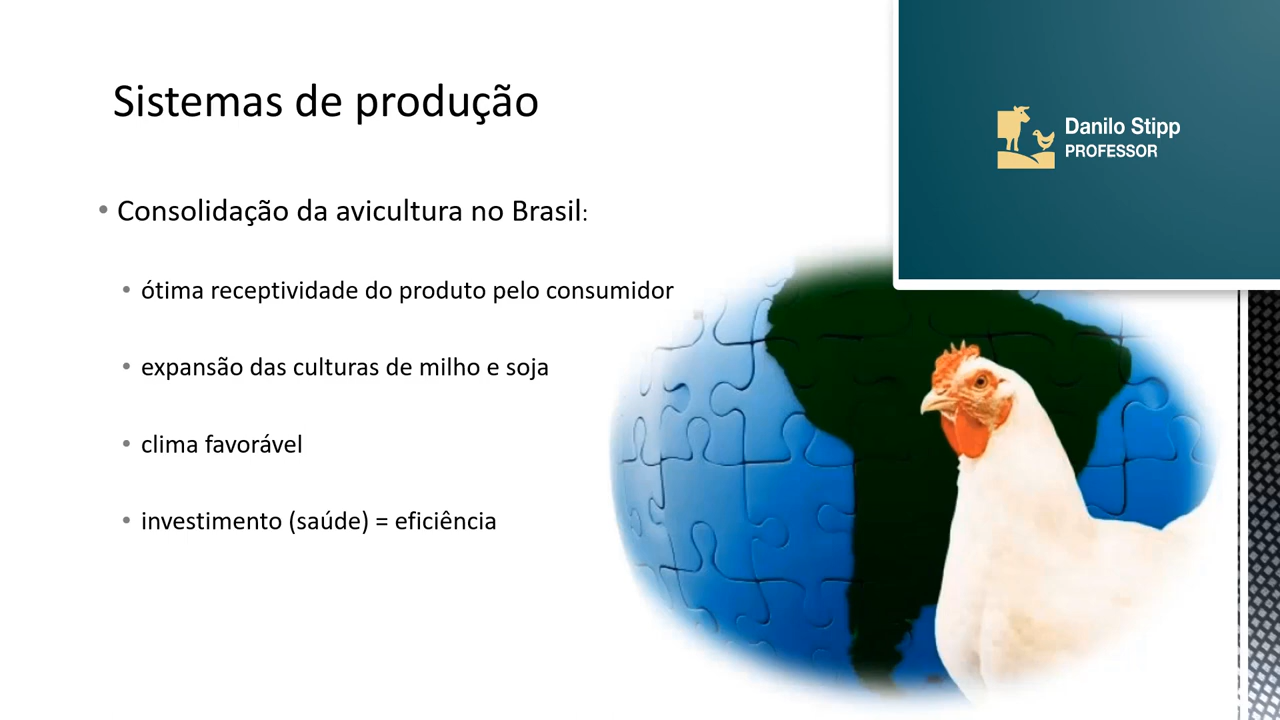 Sistemas de produção
Danilo Stipp
PROFESSOR
• Consolidação da avicultura no Brasil:
• ótima receptividade do produto pelo consumidor
• expansão das culturas de milho e soja
• clima favorável
• investimento (saúde) = eficiência